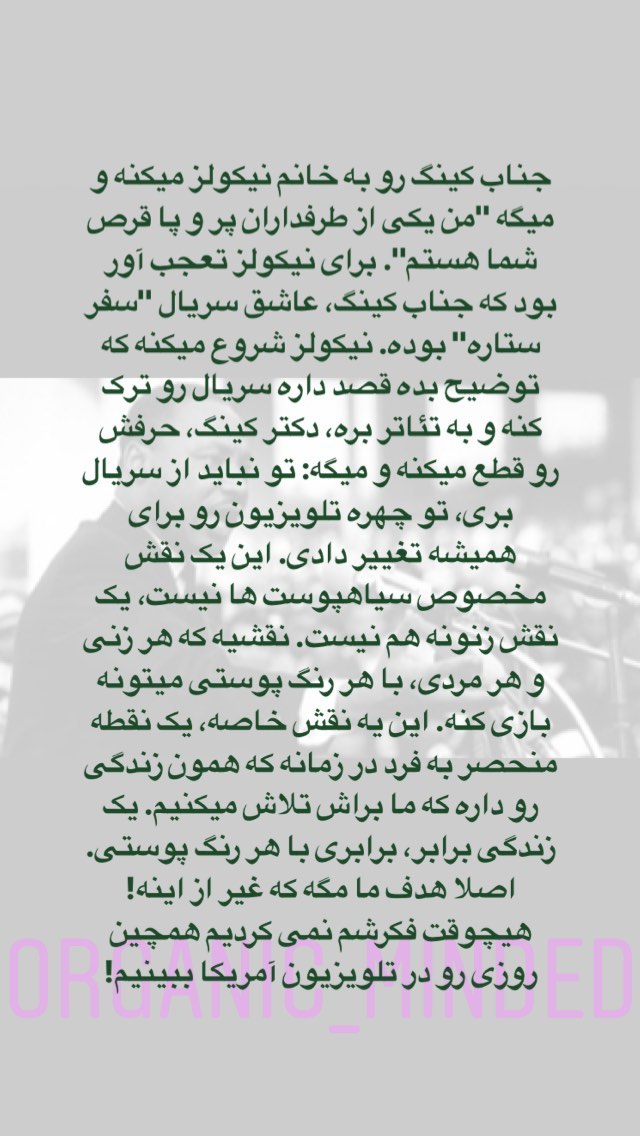 جناب کینگ رو به خانم نیکولز میکنه و
میگه "من یکی از طرفداران پر و پا قرص
شما هستم". برای نیکولز تعجب آور
بود که جناب کینگ، عاشق سریال "سفر
ستاره" بوده. نیکولز شروع میکنه که
توضیح بده قصد داره سریال رو ترک
کنه و به تئاتر بره، دکتر کینگ، حرفش
رو قطع میکنه و میگه: تو نباید از سریال
بری، تو چهره تلویزیون رو برای
همیشه تغییر دادی. این یک نقش
مخصوص سیاهپوست ها نیست، یک
نقش زنونه هم نیست. نقشیه که هر زنی
و هر مردی، با هر رنگ پوستی میتونه
بازی کنه. این یه نقش خاصه، یک نقطه
منحصر به فرد در زمانه که همون زندگی
رو داره که ما براش تلاش میکنیم. یک
زندگی برابر، برابری با هر رنگ پوستی.
اصلا هدف ما مگه که غیر از اینه!
هیچوقت فکرشم نمی کردیم همچین
روزی رو در تلویزیون آمریکا ببینیم!
ORGANIC_MINDED